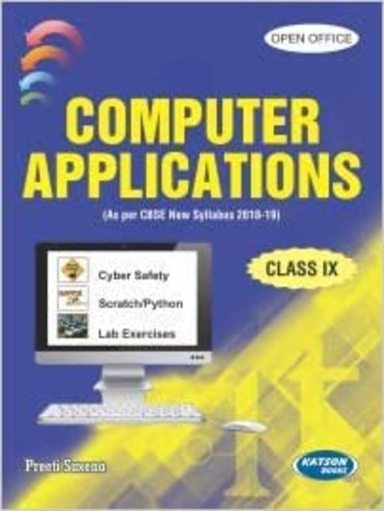 OPEN OFFICE
COMPUTER
APPLICATIONS
(As per CBSE New Syllabus 2018-19)
CLASS IX
Cyber Safety
Scratch/Python
Lab Exercises
Preeti Saxena
KATSON
BOOKS